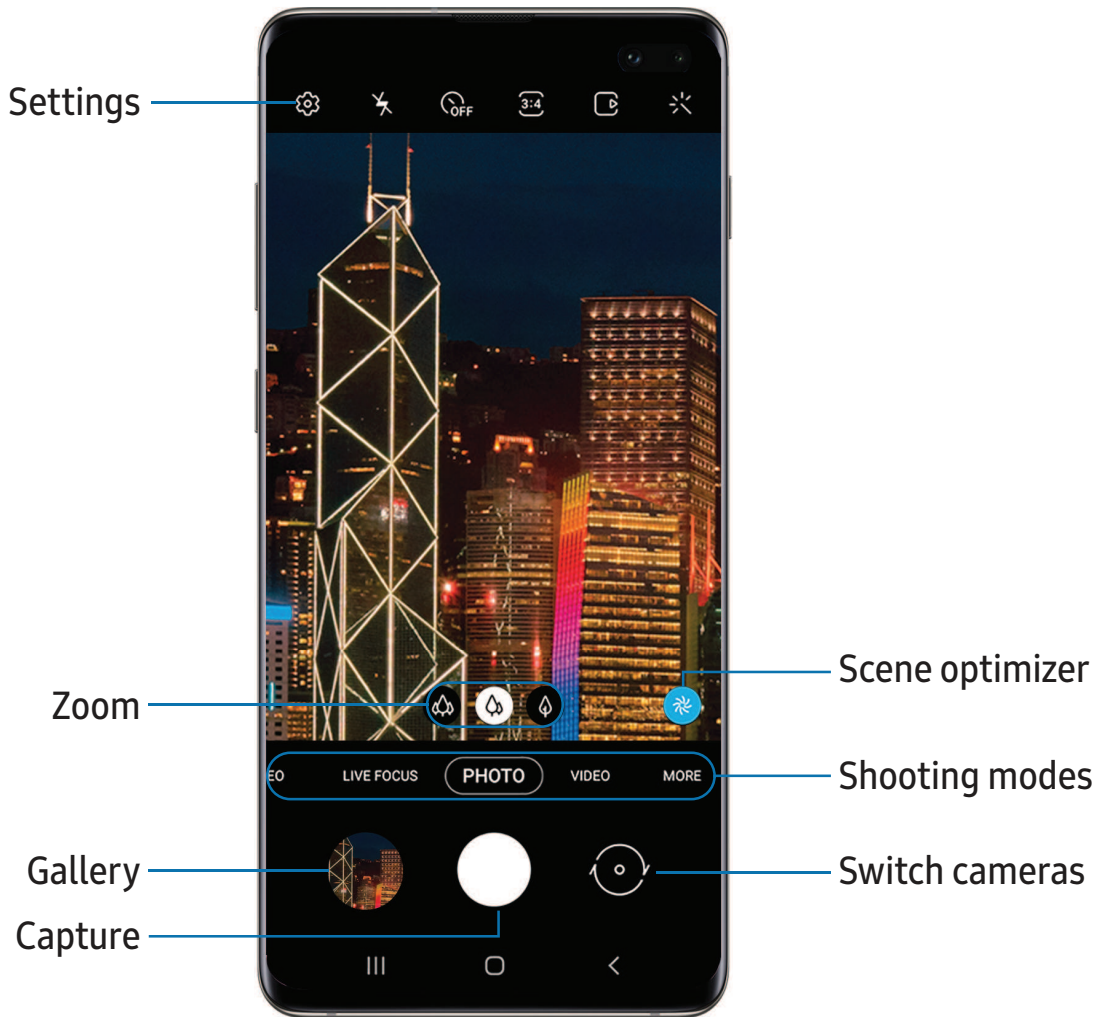 Settings
OFF
3:4
Zoom
Scene optimizer
EO
LIVE FOCUS
PHOTO
VIDEO
MORE
Shooting modes
Gallery
Switch cameras
Capture